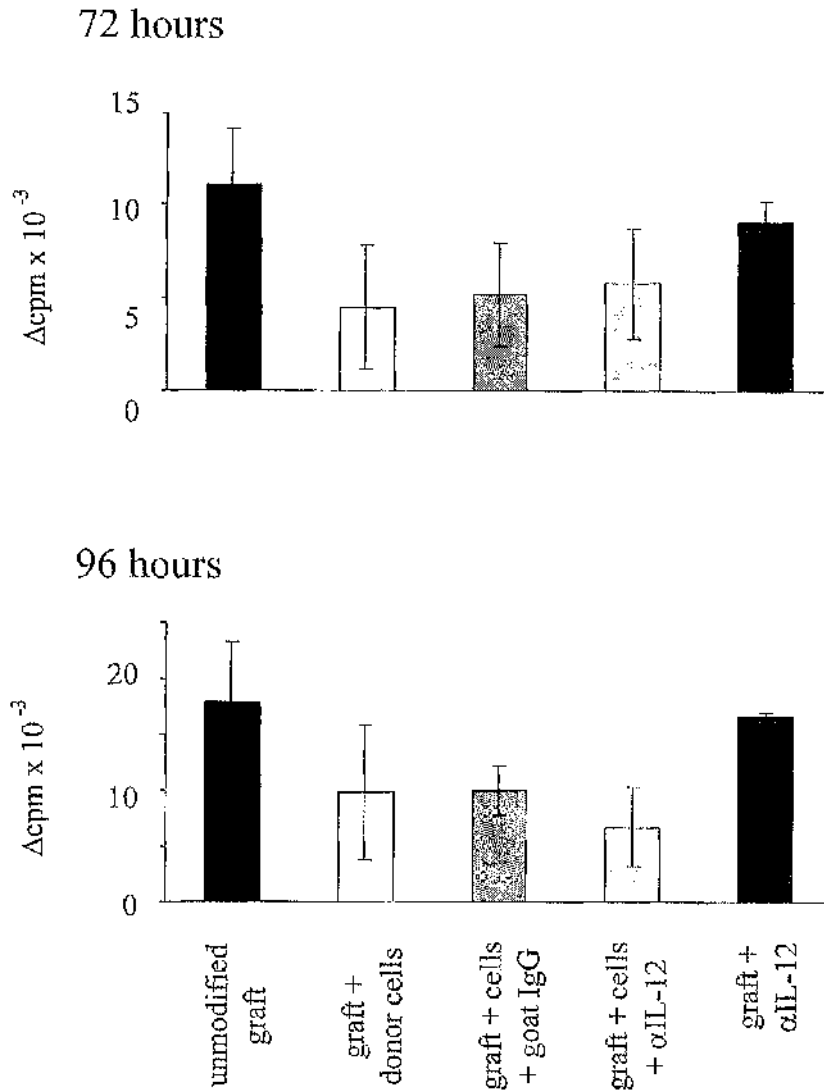 72 hours
15
10
5
0
Δcpm x 10⁻³
96 hours
20
10
0
Δcpm x 10⁻³
unmodified
graft
graft +
donor cells
graft + cells
+ goat IgG
graft + cells
+ αIL-12
graft +
αIL-12